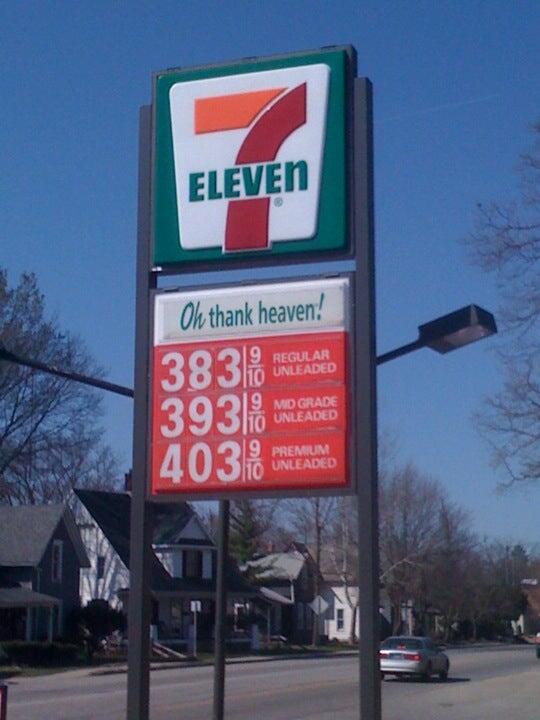 7
ELEVEn®
Oh thank heaven!
383 9/10 REGULAR
UNLEADED
393 9/10 MID GRADE
UNLEADED
403 9/10 PREMIUM
UNLEADED